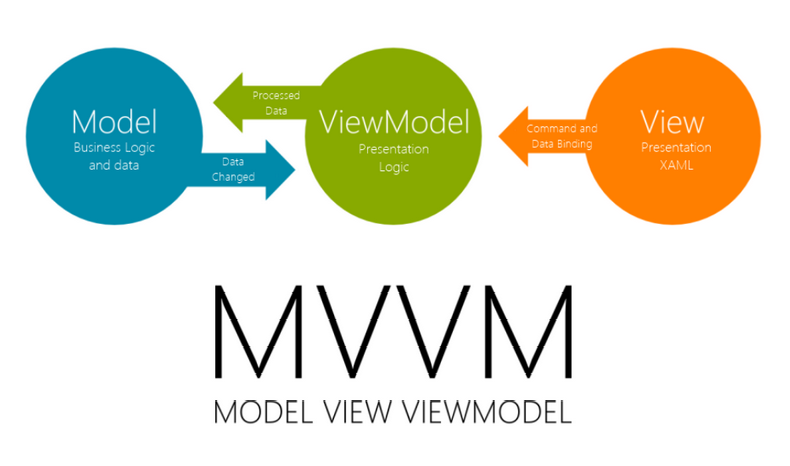 Model
Business Logic
and data
Processed
Data
Data
Changed
ViewModel
Presentation
Logic
Command and
Data Binding
View
Presentation
XAML
MVVM
MODEL VIEW VIEWMODEL